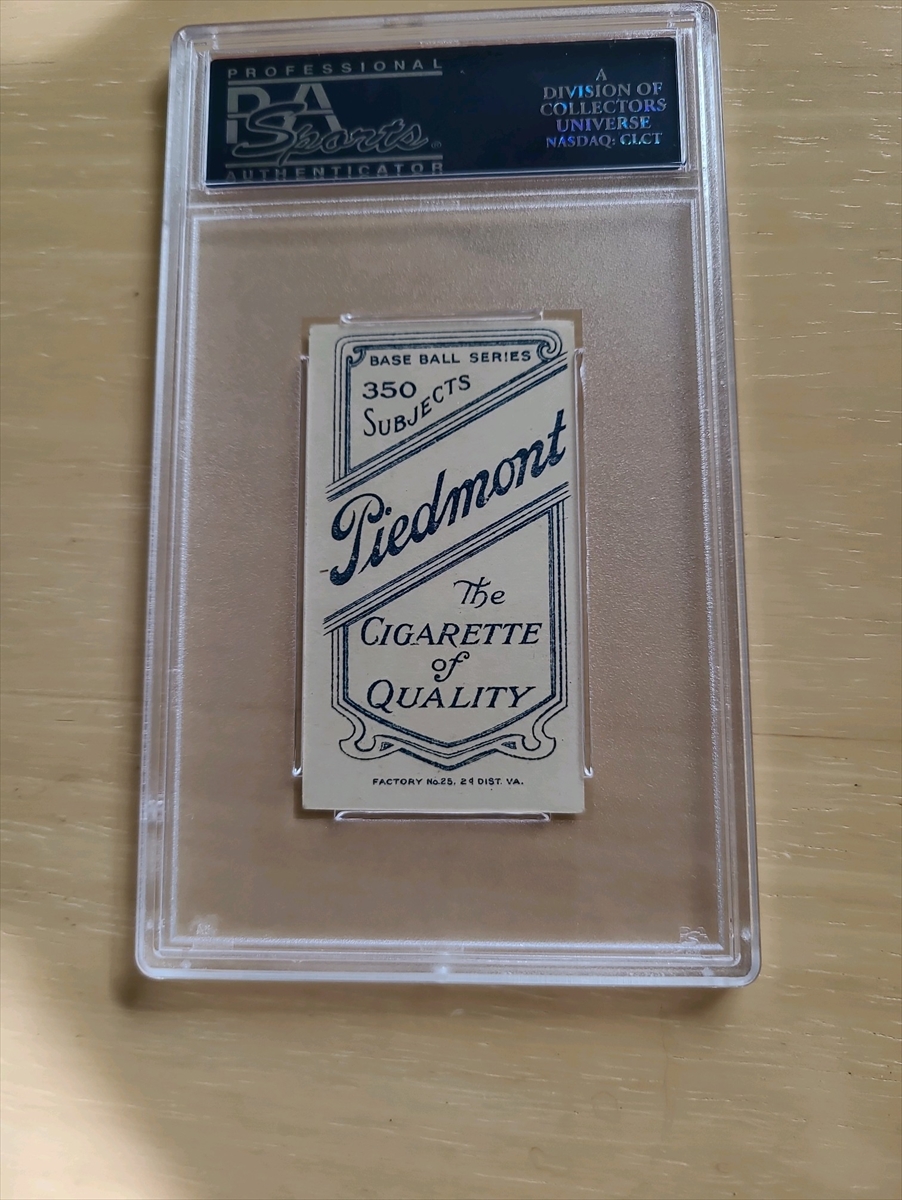 PROFESSIONAL
PSA
Sports®
AUTHENTICATOR
A
DIVISION OF
COLLECTORS
UNIVERSE
NASDAQ: CLCT
BASE BALL SERIES
350
SUBJECTS
Piedmont
The
CIGARETTE
of
QUALITY
FACTORY No. 25, 2d DIST. VA.